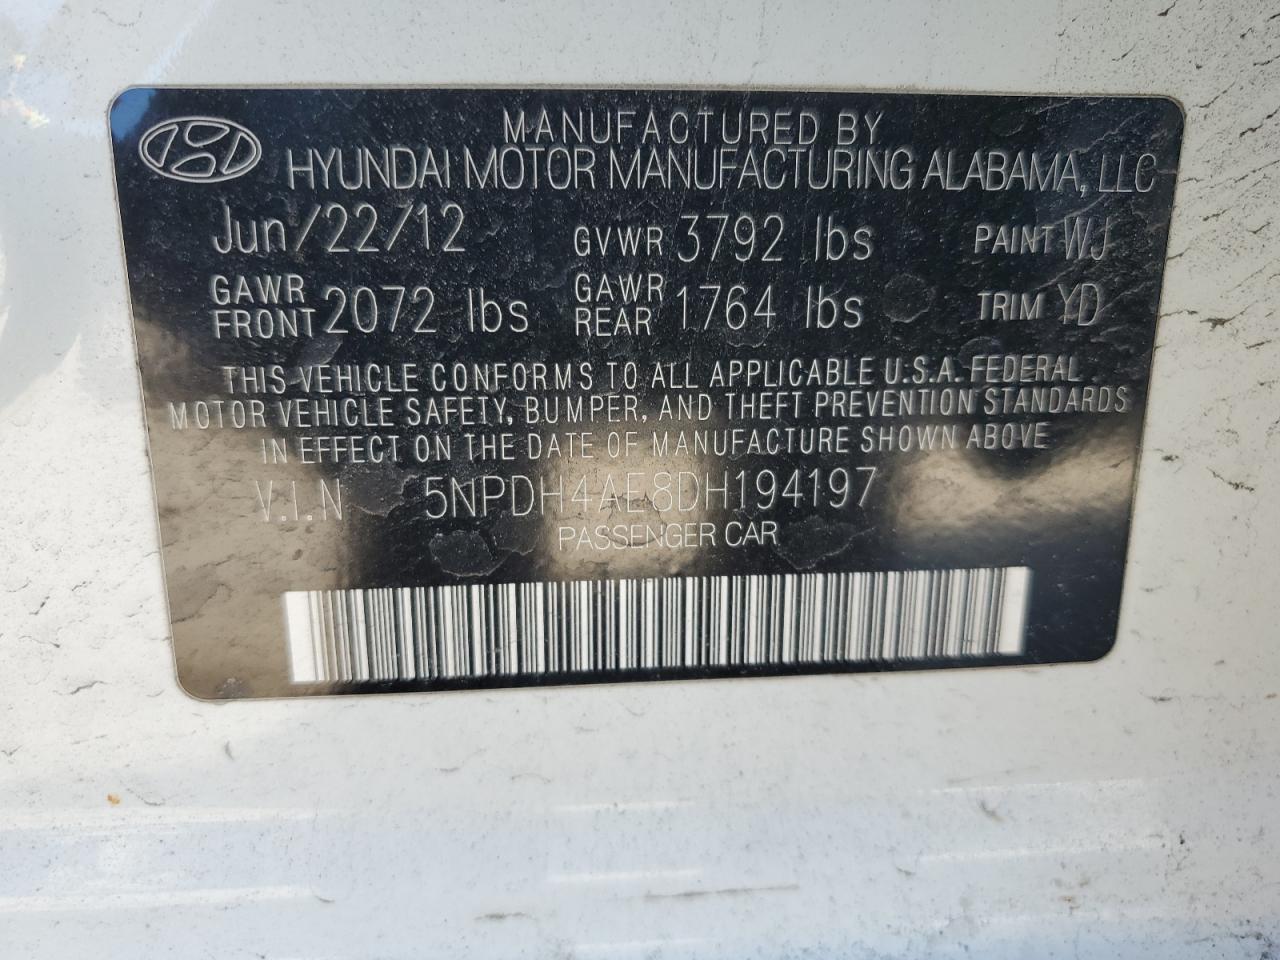 MANUFACTURED BY
HYUNDAI MOTOR MANUFACTURING ALABAMA, LLC
Jun/22/12 GVWR 3792 lbs PAINT WJ
GAWR FRONT 2072 lbs GAWR REAR 1764 lbs TRIM YD
THIS VEHICLE CONFORMS TO ALL APPLICABLE U.S.A. FEDERAL
MOTOR VEHICLE SAFETY, BUMPER, AND THEFT PREVENTION STANDARDS
IN EFFECT ON THE DATE OF MANUFACTURE SHOWN ABOVE
V.I.N 5NPDH4AE8DH194197
PASSENGER CAR